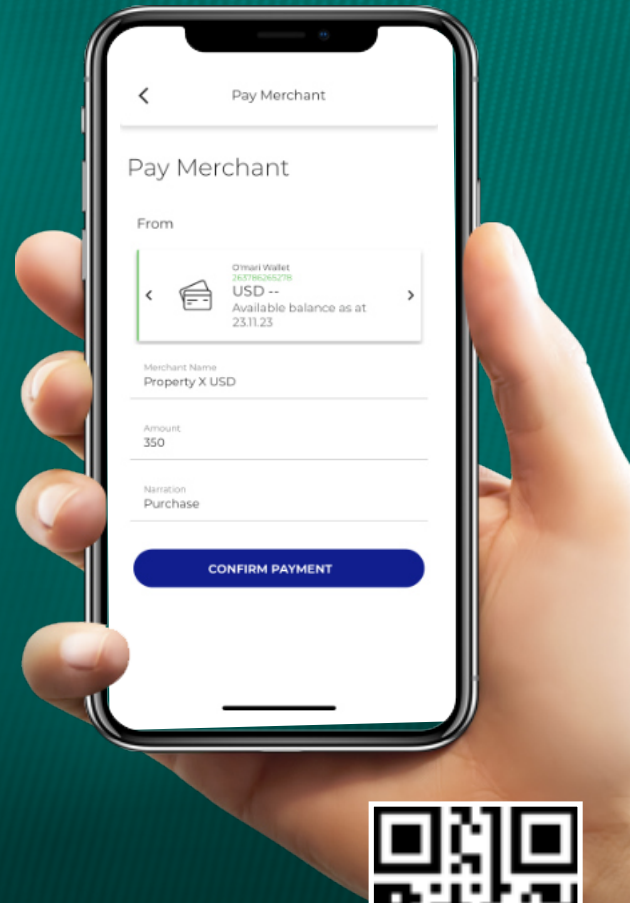 Pay Merchant
Pay Merchant
From
O'mari Wallet
263786265278
USD --
Available balance as at
23.11.23
Merchant Name
Property X USD
Amount
350
Narration
Purchase
CONFIRM PAYMENT